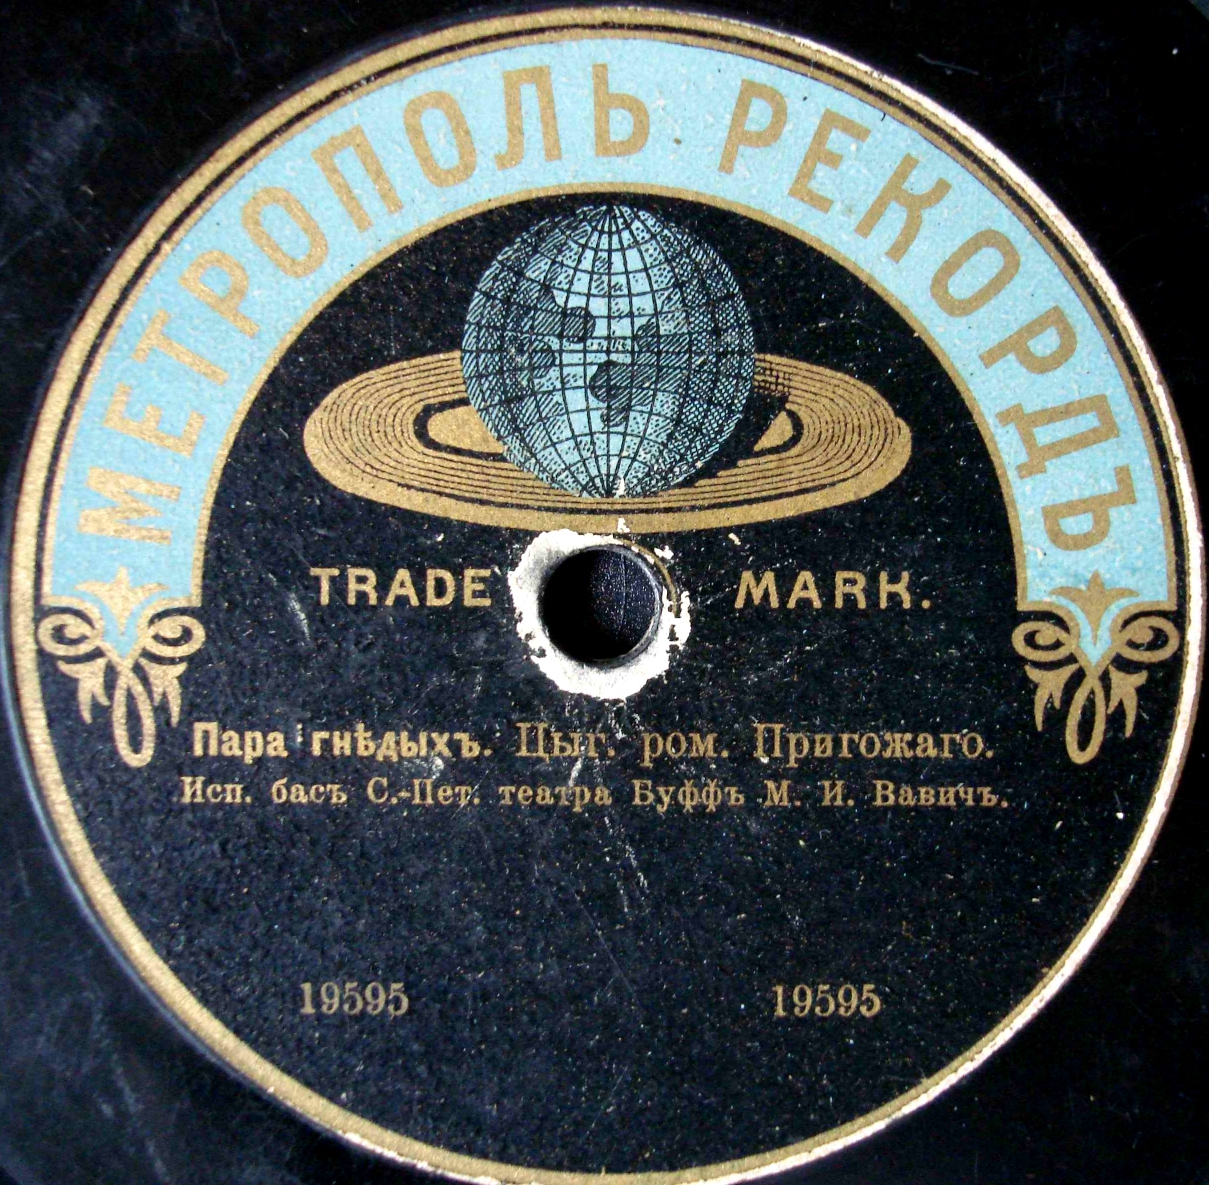 МЕТРОПОЛЬ РЕКОРДЪ
TRADE MARK.
Пара гнѣдыхъ. Цыг. ром. Пригожаго.
Исп. басъ С.-Пет. театра Буффъ М. И. Вавичъ.
19595 19595